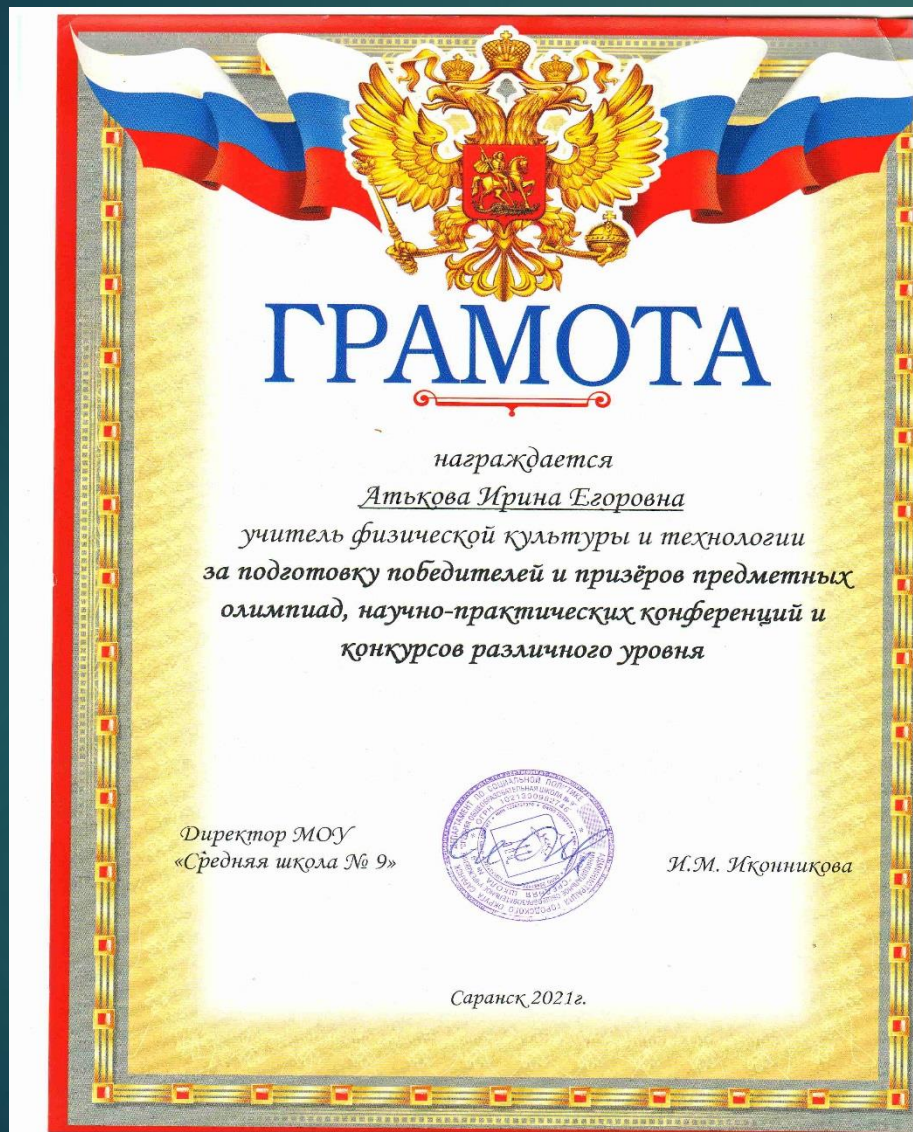 ГРАМОТА
награждается
Атькова Ирина Егоровна
учитель физической культуры и технологии
за подготовку победителей и призёров предметных
олимпиад, научно-практических конференций и
конкурсов различного уровня
Директор МОУ
«Средняя школа № 9»
И.М. Иконникова
Саранск 2021г.